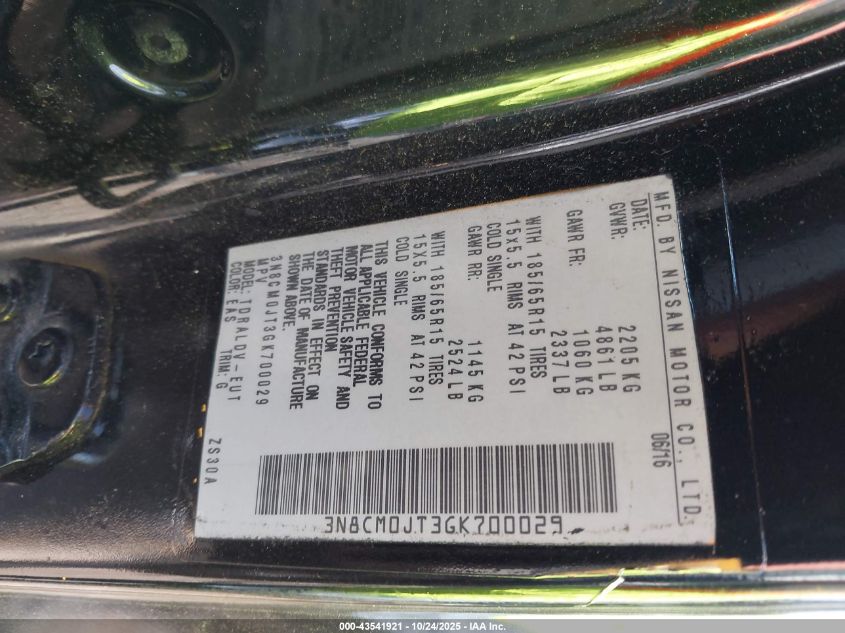 MFD. BY NISSAN MOTOR CO., LTD.
DATE: 06/16
GVWR: 2205 KG
4861 LB
GAWR FR: 1060 KG
2337 LB
WITH 185/65R15 TIRES
15X5.5 RIMS AT 42 PSI
COLD SINGLE
GAWR RR: 1145 KG
2524 LB
WITH 185/65R15 TIRES
15X5.5 RIMS AT 42 PSI
COLD SINGLE
THIS VEHICLE CONFORMS TO
ALL APPLICABLE FEDERAL
MOTOR VEHICLE SAFETY AND
THEFT PREVENTION
STANDARDS IN EFFECT ON
THE DATE OF MANUFACTURE
SHOWN ABOVE.
3N8CM0JT3GK700029
MPV
MODEL: TDRALDV-EUT
COLOR: EAS TRIM: G
ZS30A
3N8CM0JT3GK700029
000-43541921 - 10/24/2025 - IAA Inc.